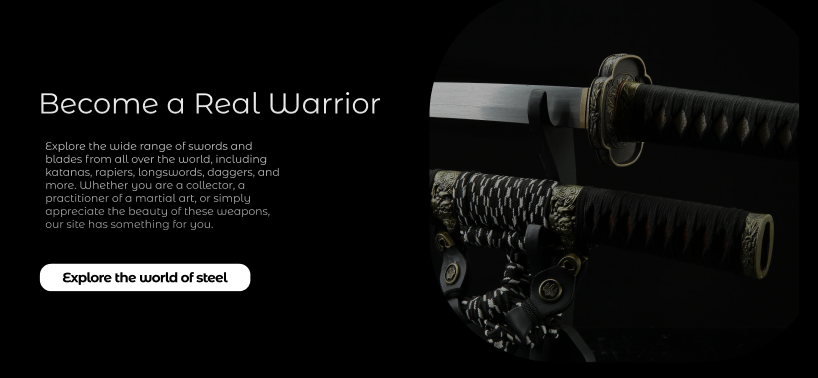 Become a Real Warrior
Explore the wide range of swords and
blades from all over the world, including
katanas, rapiers, longswords, daggers, and
more. Whether you are a collector, a
practitioner of a martial art, or simply
appreciate the beauty of these weapons,
our site has something for you.
Explore the world of steel